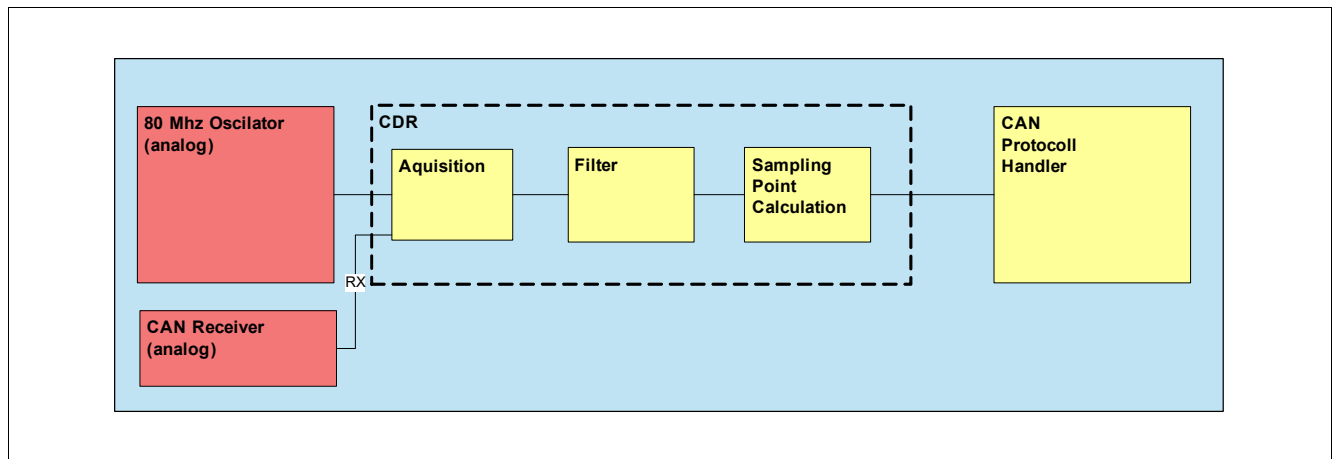 80 Mhz Oscilator
(analog)
CDR
Aquisition
Filter
Sampling
Point
Calculation
CAN
Protocoll
Handler
RX
CAN Receiver
(analog)